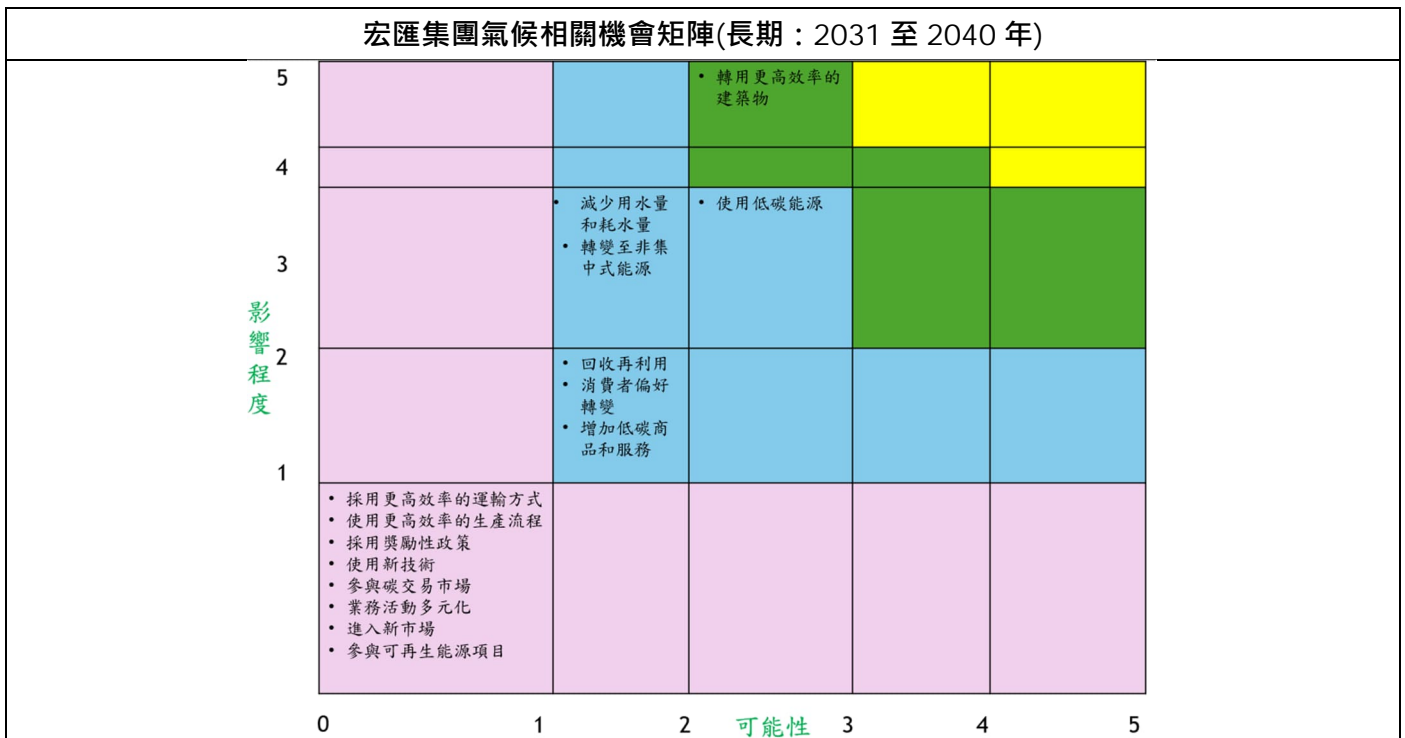 宏匯集團氣候相關機會矩陣(長期：2031 至 2040 年)
5
• 轉用更高效率的
建築物
4
• 減少用水量
和耗水量
• 轉變至非集
中式能源
• 使用低碳能源
3
影
響
程
度
2
• 回收再利用
• 消費者偏好
轉變
• 增加低碳商
品和服務
1
• 採用更高效率的運輸方式
• 使用更高效率的生產流程
• 採用獎勵性政策
• 使用新技術
• 參與碳交易市場
• 業務活動多元化
• 進入新市場
• 參與可再生能源項目
0 1 2 可能性 3 4 5